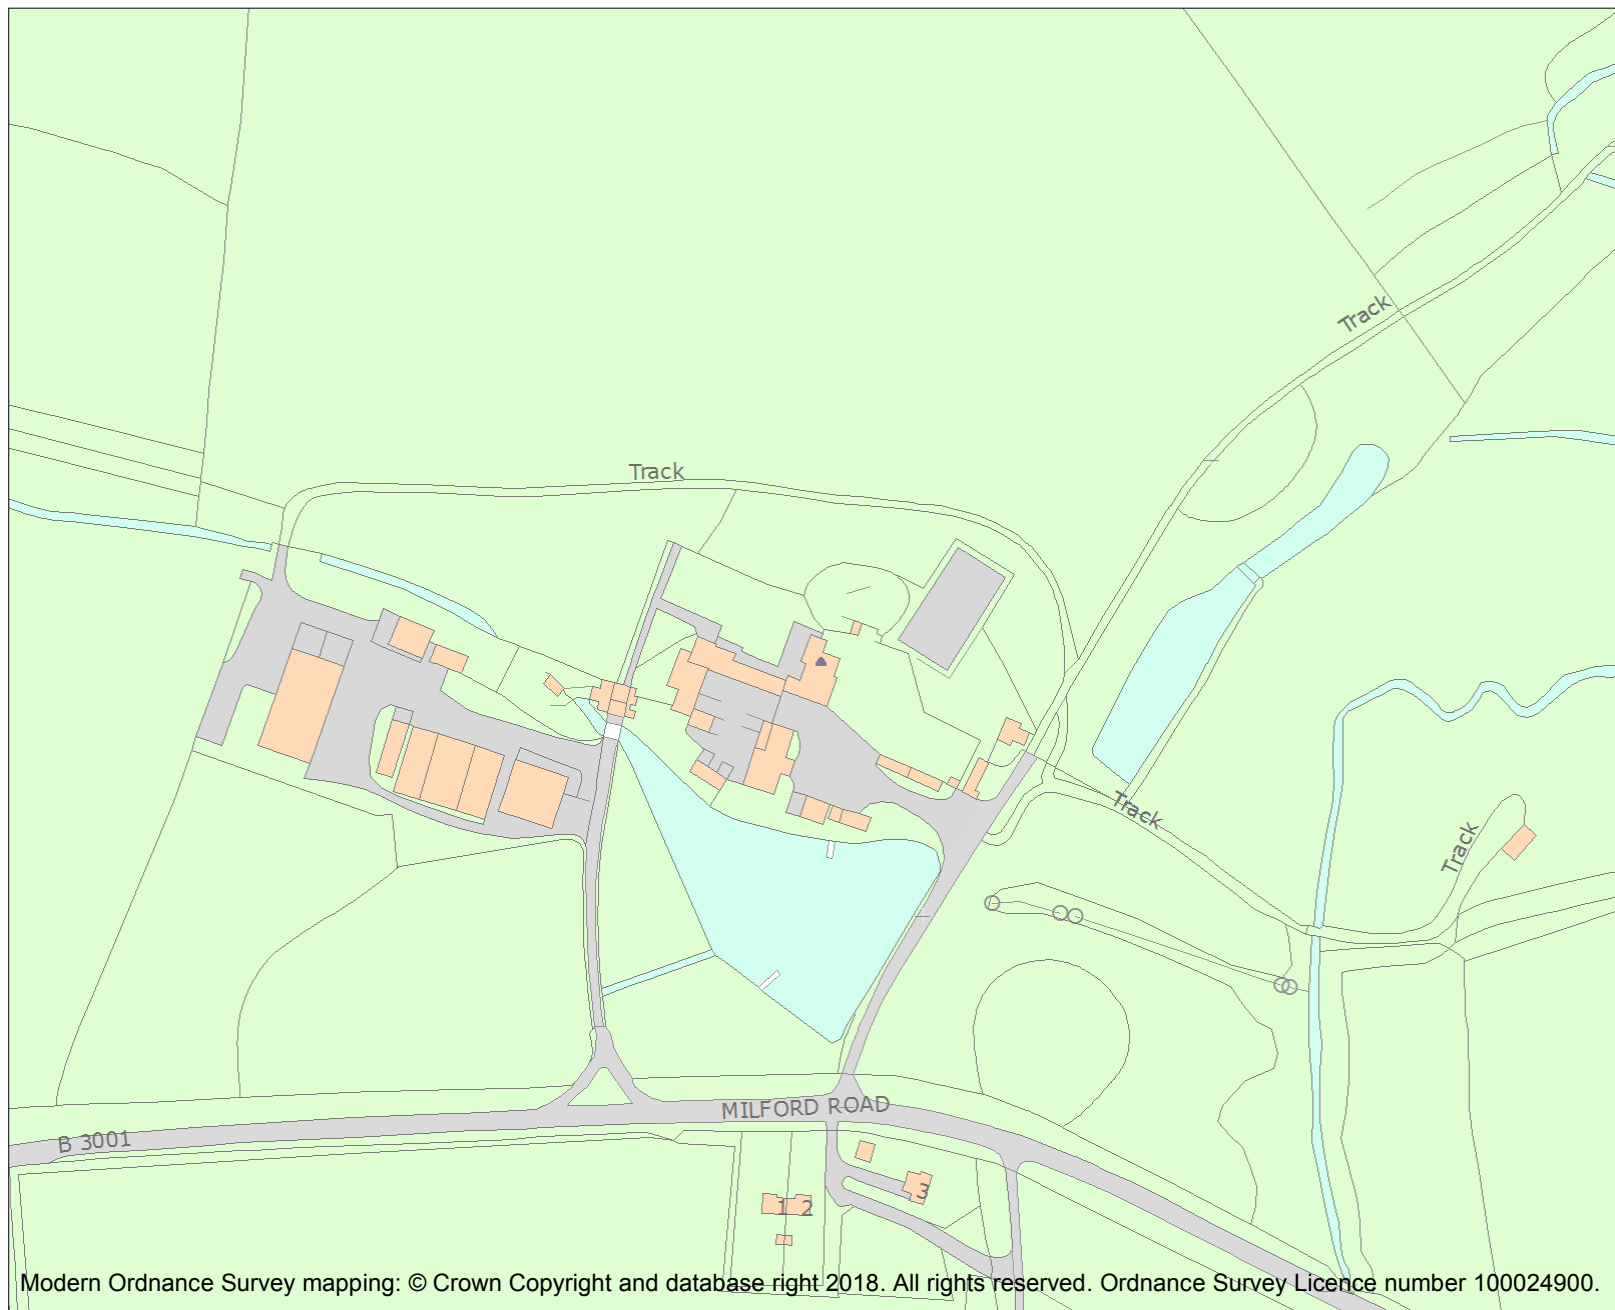 Track
Track
Track
Track
MILFORD ROAD
B 3001
3
1 2
Modern Ordnance Survey mapping: © Crown Copyright and database right 2018. All rights reserved. Ordnance Survey Licence number 100024900.